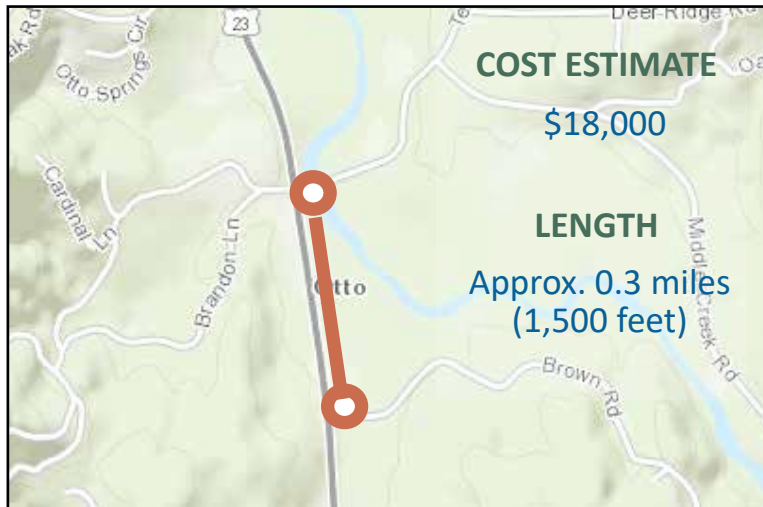 23
Deer Ridge
Otto Springs Cir
COST ESTIMATE
$18,000
Cardinal Ln
Brandon Ln
LENGTH
Approx. 0.3 miles
(1,500 feet)
Otto
Middle Creek Rd
Brown Rd